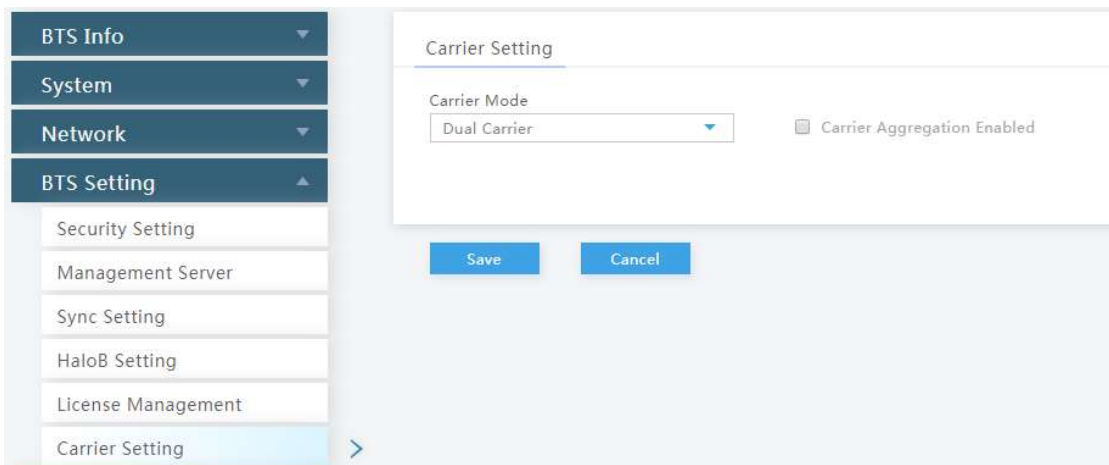 BTS Info
System
Network
BTS Setting
Security Setting
Management Server
Sync Setting
HaloB Setting
License Management
Carrier Setting
Carrier Setting
Carrier Mode
Dual Carrier
Carrier Aggregation Enabled
Save
Cancel